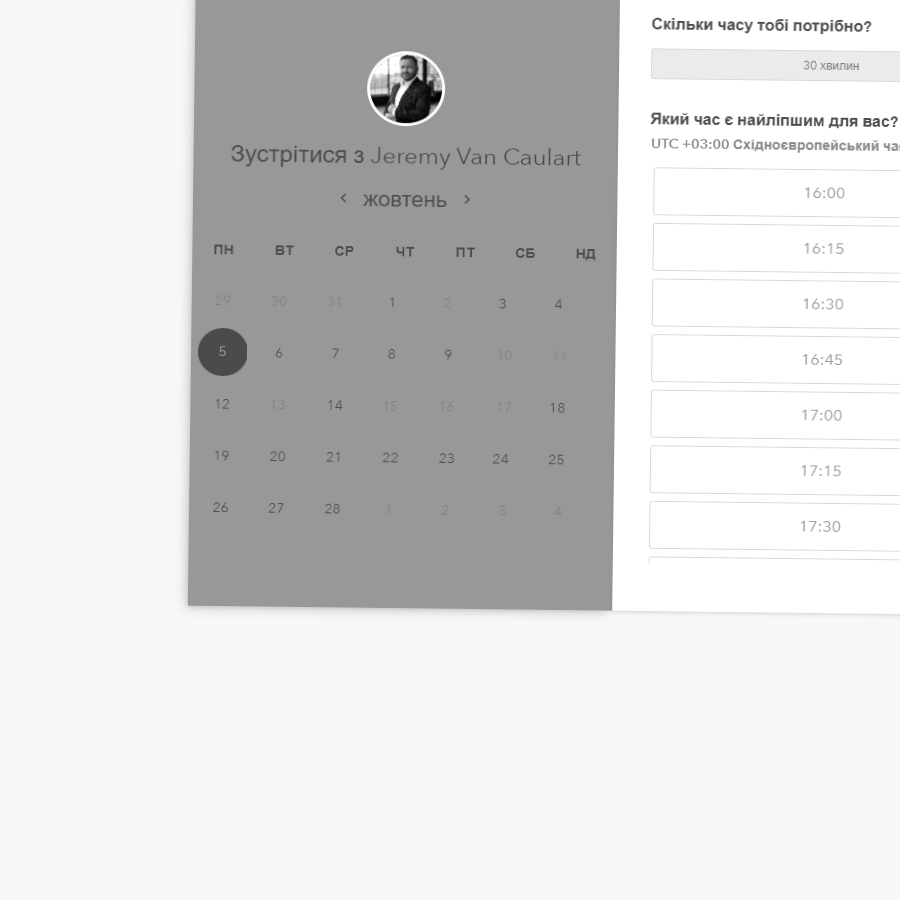 Зустрітися з Jeremy Van Caulart
жовтень
ПН ВТ СР ЧТ ПТ СБ НД
29 30 31 1 2 3 4
5 6 7 8 9 10 11
12 13 14 15 16 17 18
19 20 21 22 23 24 25
26 27 28 1 2 3 4
Скільки часу тобі потрібно?
30 хвилин
Який час є найліпшим для вас?
UTC +03:00 Східноєвропейський
16:00
16:15
16:30
16:45
17:00
17:15
17:30